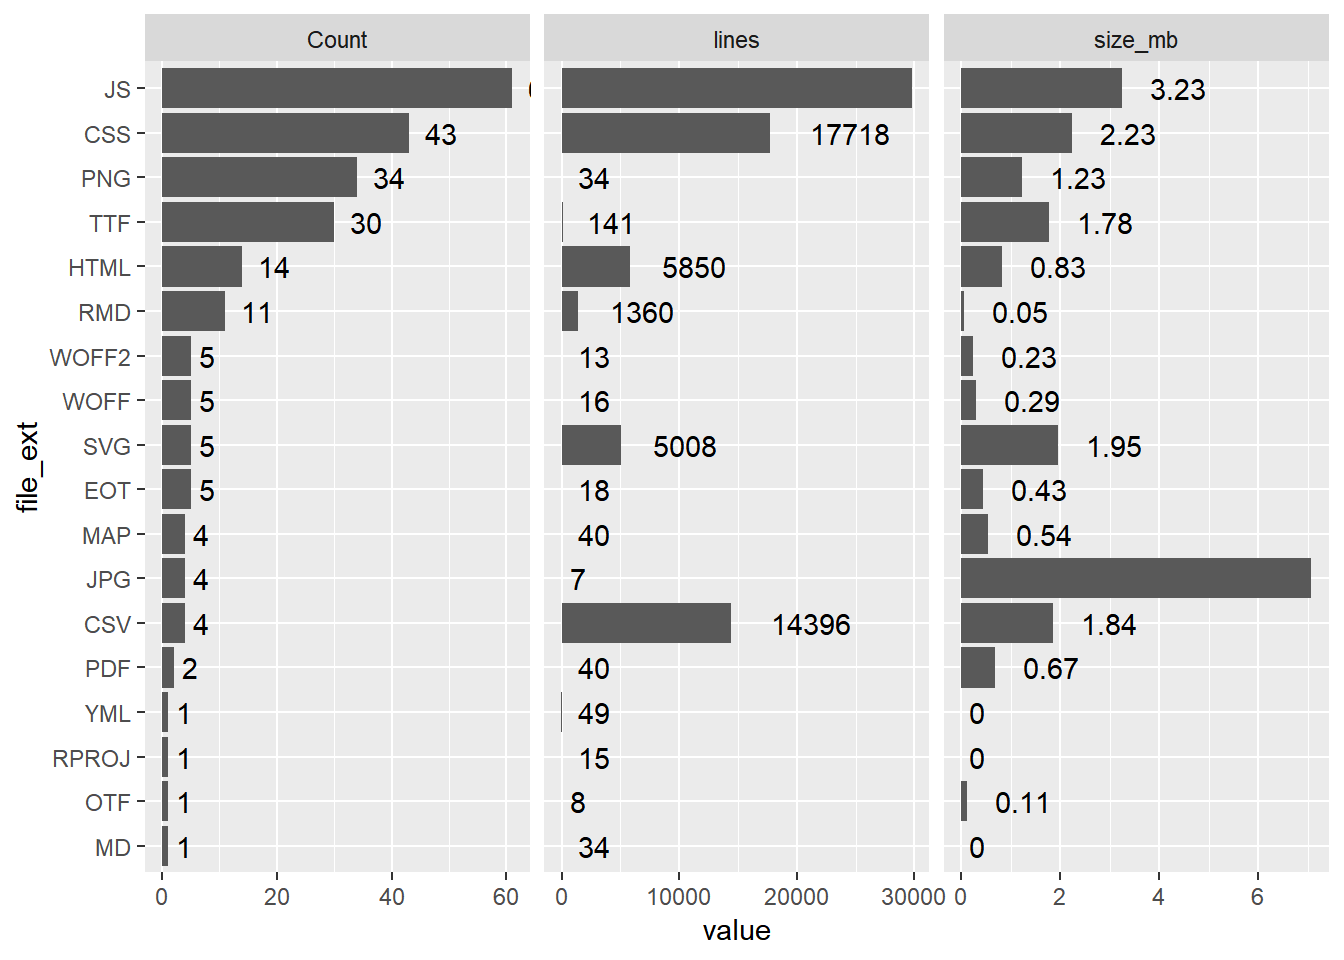 Count lines size_mb
JS 3.23
CSS 43 17718 2.23
PNG 34 34 1.23
TTF 30 141 1.78
HTML 14 5850 0.83
RMD 11 1360 0.05
WOFF2 5 13 0.23
WOFF 5 16 0.29
SVG 5 5008 1.95
EOT 5 18 0.43
MAP 4 40 0.54
JPG 4 7
CSV 4 14396 1.84
PDF 2 40 0.67
YML 1 49 0
RPROJ 1 15 0
OTF 1 8 0.11
MD 1 34 0
0 20 40 60 0 10000 20000 30000 0 2 4 6
value
file_ext